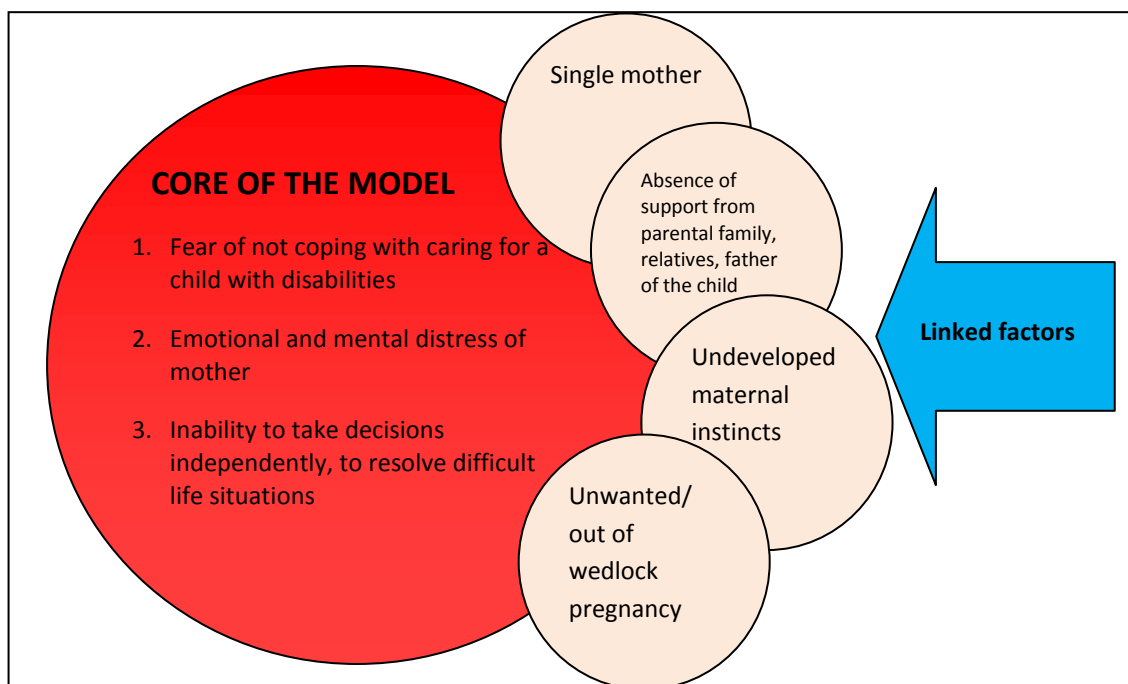 CORE OF THE MODEL
1. Fear of not coping with caring for a
child with disabilities
2. Emotional and mental distress of
mother
3. Inability to take decisions
independently, to resolve difficult
life situations
Single mother
Absence of
support from
parental family,
relatives, father
of the child
Undeveloped
maternal
instincts
Unwanted/
out of
wedlock
pregnancy
Linked factors